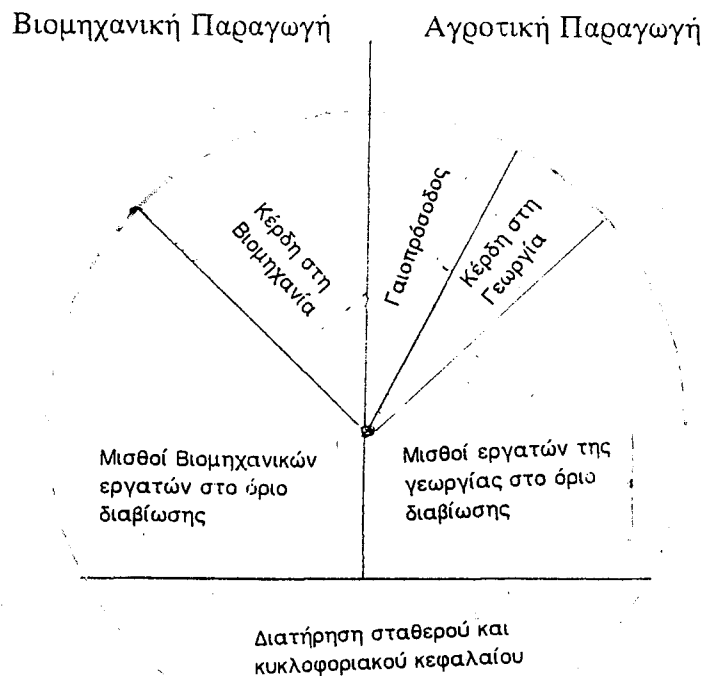 Βιομηχανική Παραγωγή
Αγροτική Παραγωγή
Κέρδη στη
Βιομηχανία
Γαιοπρόσοδος
Κέρδη στη
Γεωργία
Μισθοί Βιομηχανικών
εργατών στο όριο
διαβίωσης
Μισθοί εργατών της
γεωργίας στο όριο
διαβίωσης
Διατήρηση σταθερού και
κυκλοφοριακού κεφαλαίου